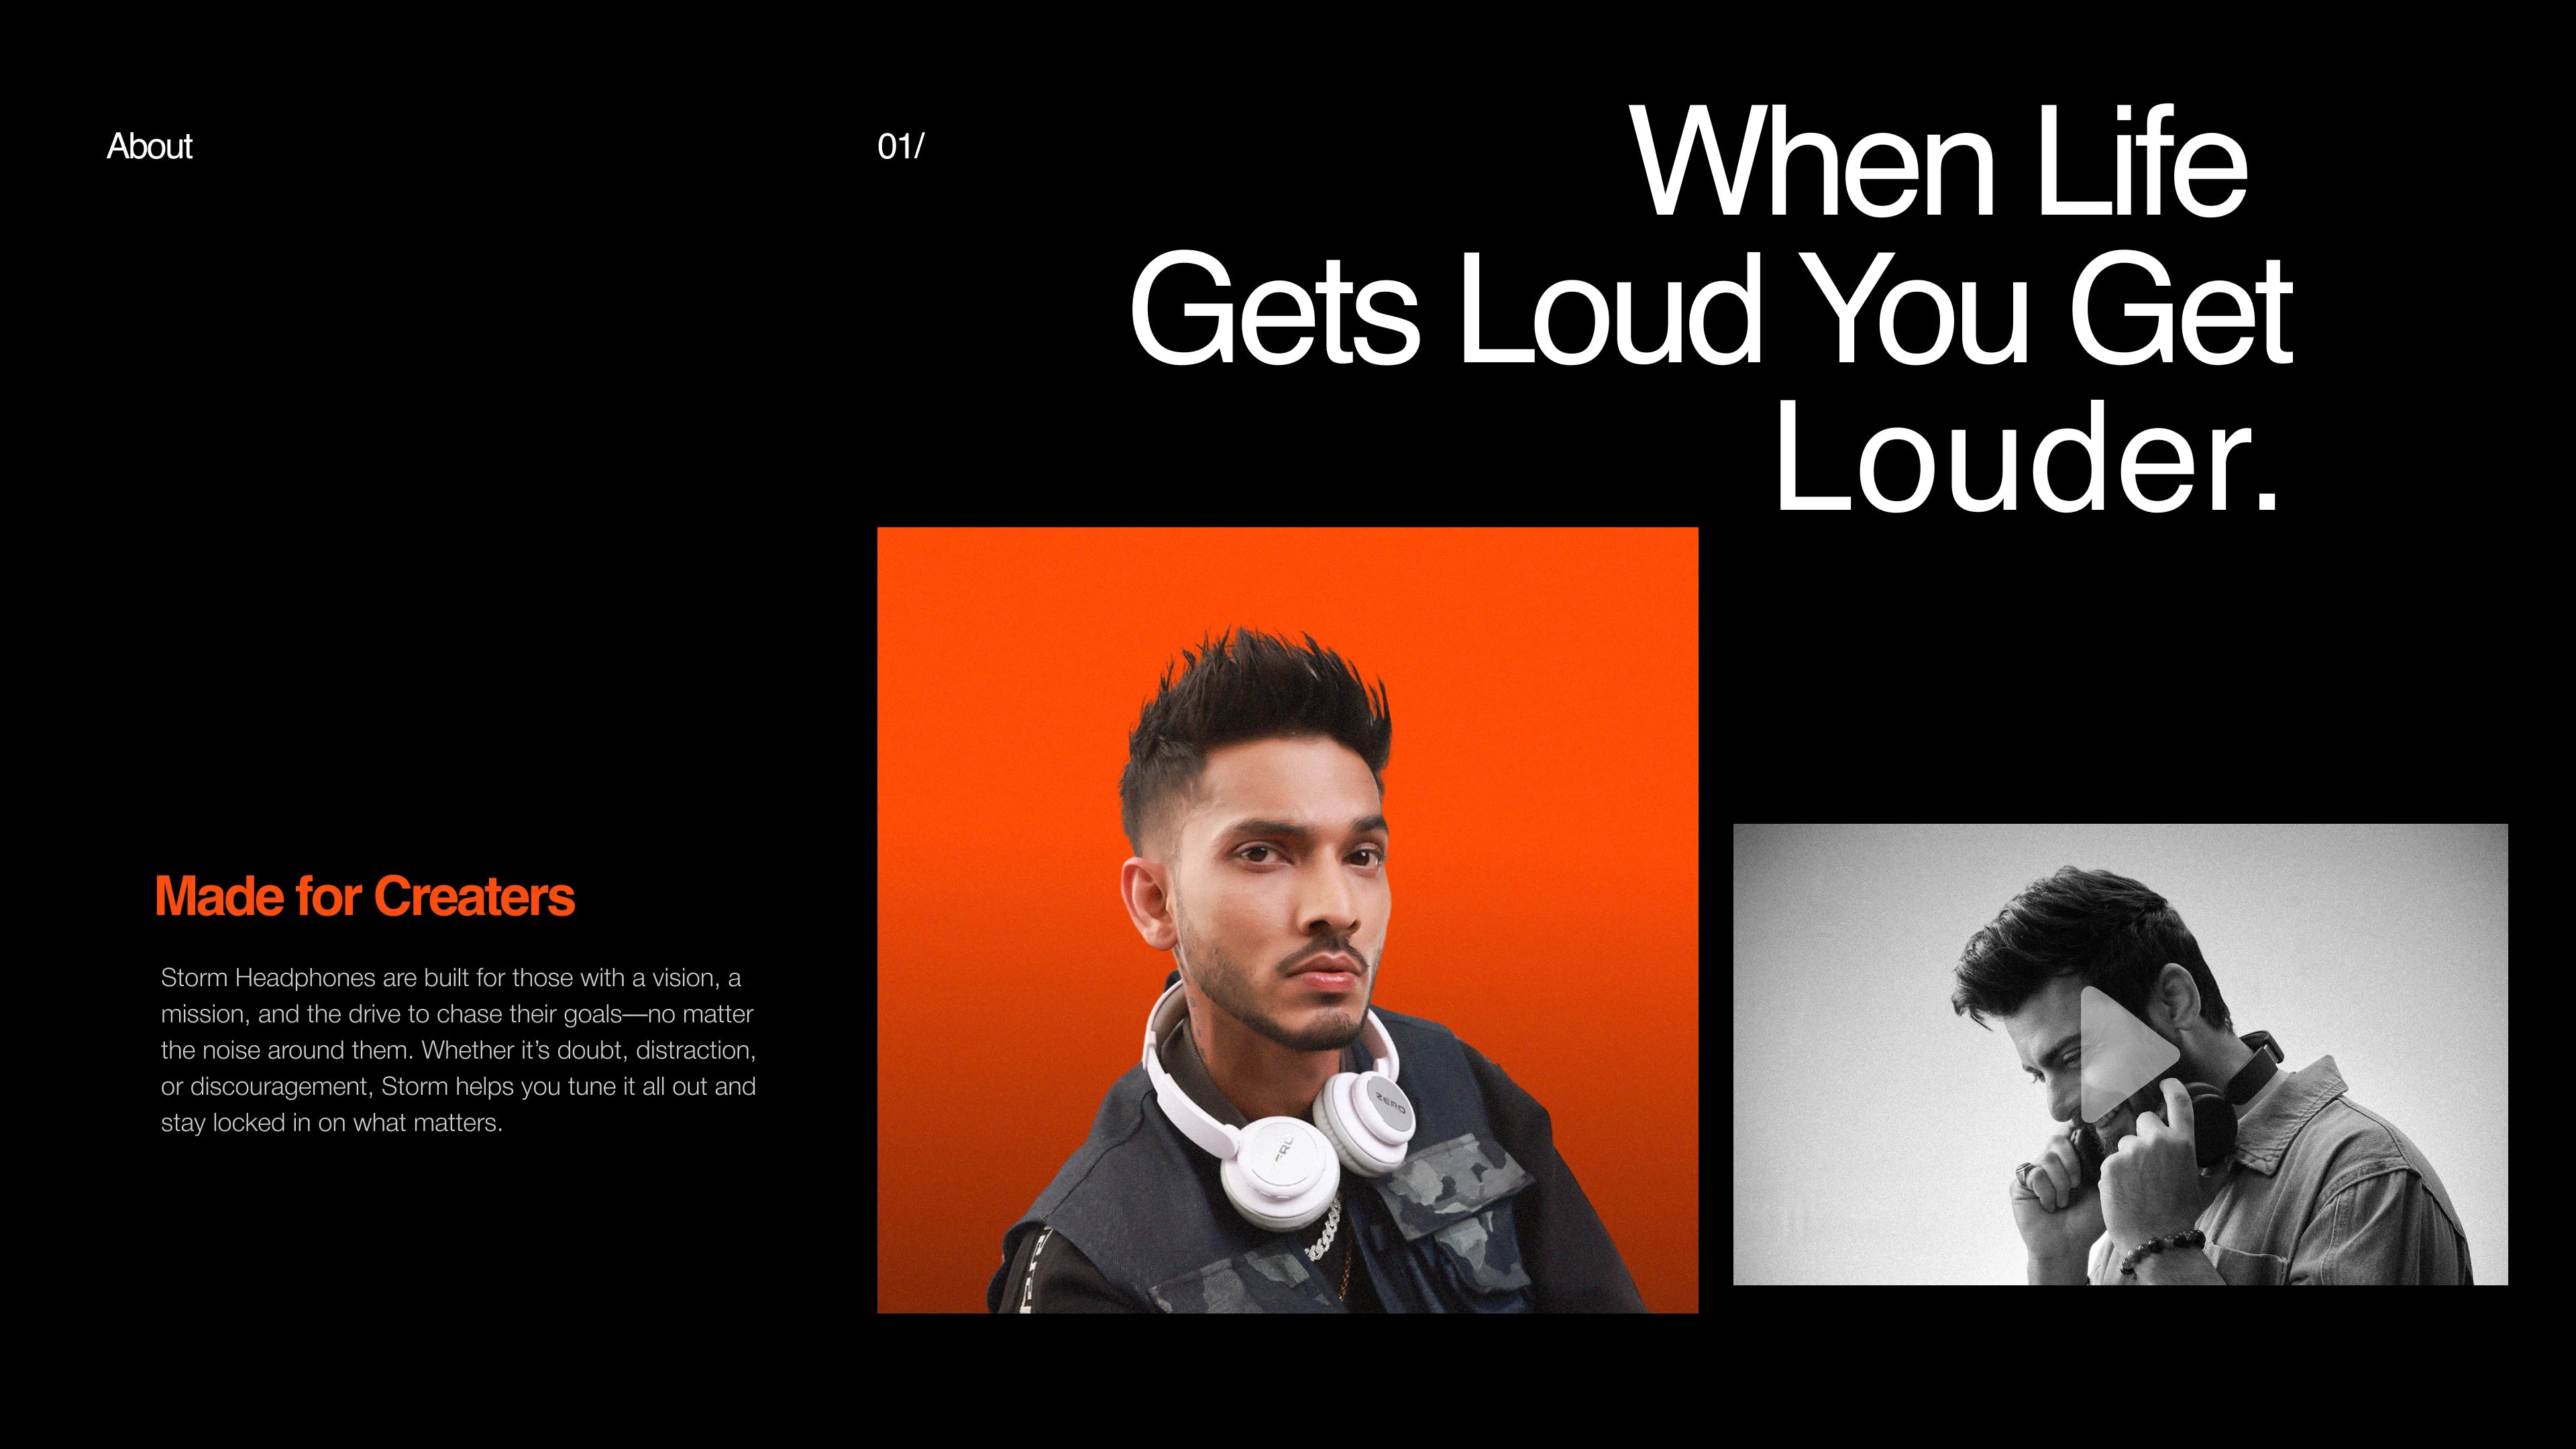 About
01/
When Life
Gets Loud You Get
Louder.
Made for Creaters
Storm Headphones are built for those with a vision, a
mission, and the drive to chase their goals—no matter
the noise around them. Whether it’s doubt, distraction,
or discouragement, Storm helps you tune it all out and
stay locked in on what matters.
ZERO